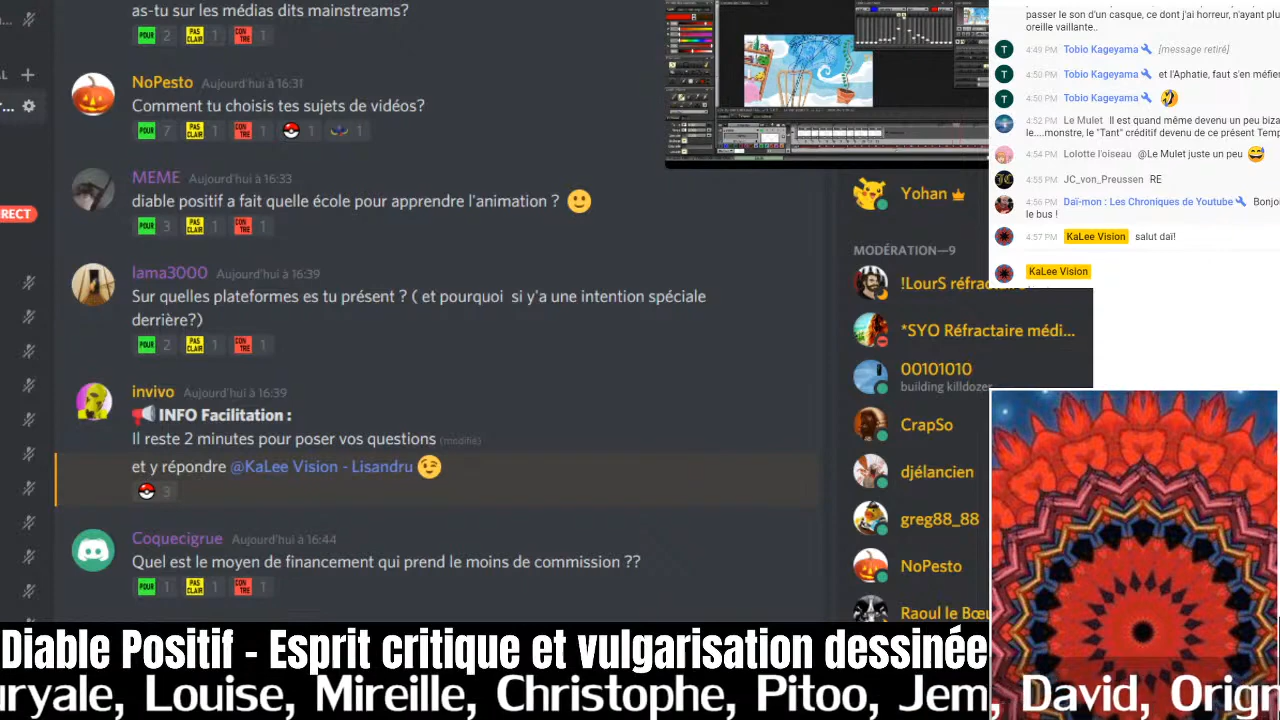 as-tu sur les médias dits mainstreams?
POUR 2 PAS CLAIR 1 CON TRE 1
NoPesto Aujourd'hui à
Comment tu choisis tes sujets de vidéos?
POUR 7 PAS CLAIR 1 CON TRE 1
MEME Aujourd'hui à 16:33
diable positif a fait quelle école pour apprendre l'animation ?
POUR 3 PAS CLAIR 1 CON TRE 1
lama3000 Aujourd'hui à 16:39
Sur quelles plateformes es tu présent ? ( et pourquoi si y'a une intention spéciale
derrière?)
POUR 2 PAS CLAIR 1 CON TRE 1
invivo Aujourd'hui à 16:39
INFO Facilitation :
Il reste 2 minutes pour poser vos questions (modifié)
et y répondre @KaLee Vision - Lisandru
3
Coquecigrue Aujourd'hui à 16:44
Quel est le moyen de financement qui prend le moins de commission ??
POUR 1 PAS CLAIR 1 CON TRE 1
RECT
Yohan
MODÉRATION—9
!LourS réfrac
*SYO Réfractaire médi...
00101010
building killdozer
CrapSo
djélancien
greg88_88
NoPesto
Raoul le Bœu
passer le son d
ce dont j'ai horreur, n'ayant plu
oreille vaillante..
4:49 PM Tobio Kageyama [message retiré]
4:50 PM Tobio Kageyama et l'Aphatie, faut s'en méfie
4:50 PM Tobio Kageyama
4:52 PM Le Mulet Il est quand même devenu un peu biza
le....monstre, le "Tulp" créitif devenu ce présent Temp
4:54 PM Lolotte l'oiseau @Le Mulet juste un peu
4:55 PM JC_von_Preussen RE
4:56 PM Daï-mon : Les Chroniques de Youtube Bonjo
le bus !
4:57 PM KaLee Vision salut daï!
KaLee Vision
Diable Positif - Esprit critique et vulgarisation dessinée
uryale, Louise, Mireille, Christophe, Pitoo, Jem, David, Orign